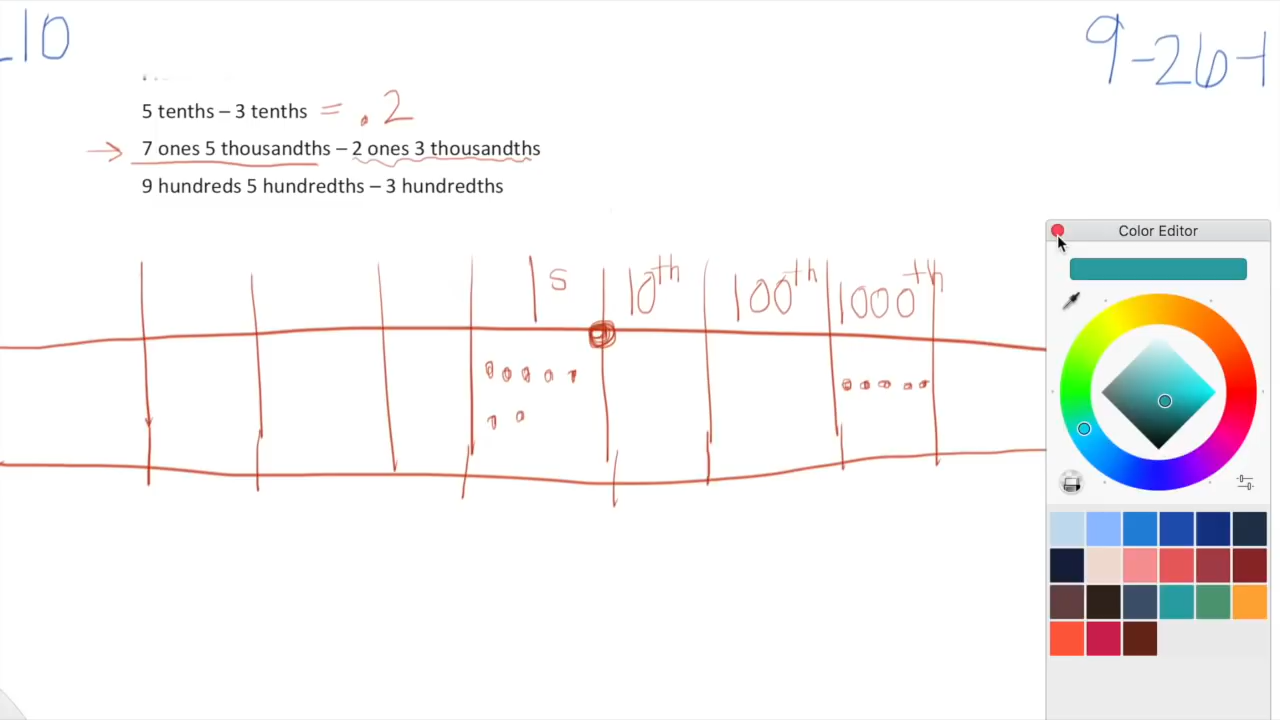 10
9-26-1
5 tenths – 3 tenths = .2
→ 7 ones 5 thousandths – 2 ones 3 thousandths
9 hundreds 5 hundredths – 3 hundredths
Color Editor
1s 10th 100th 1000th